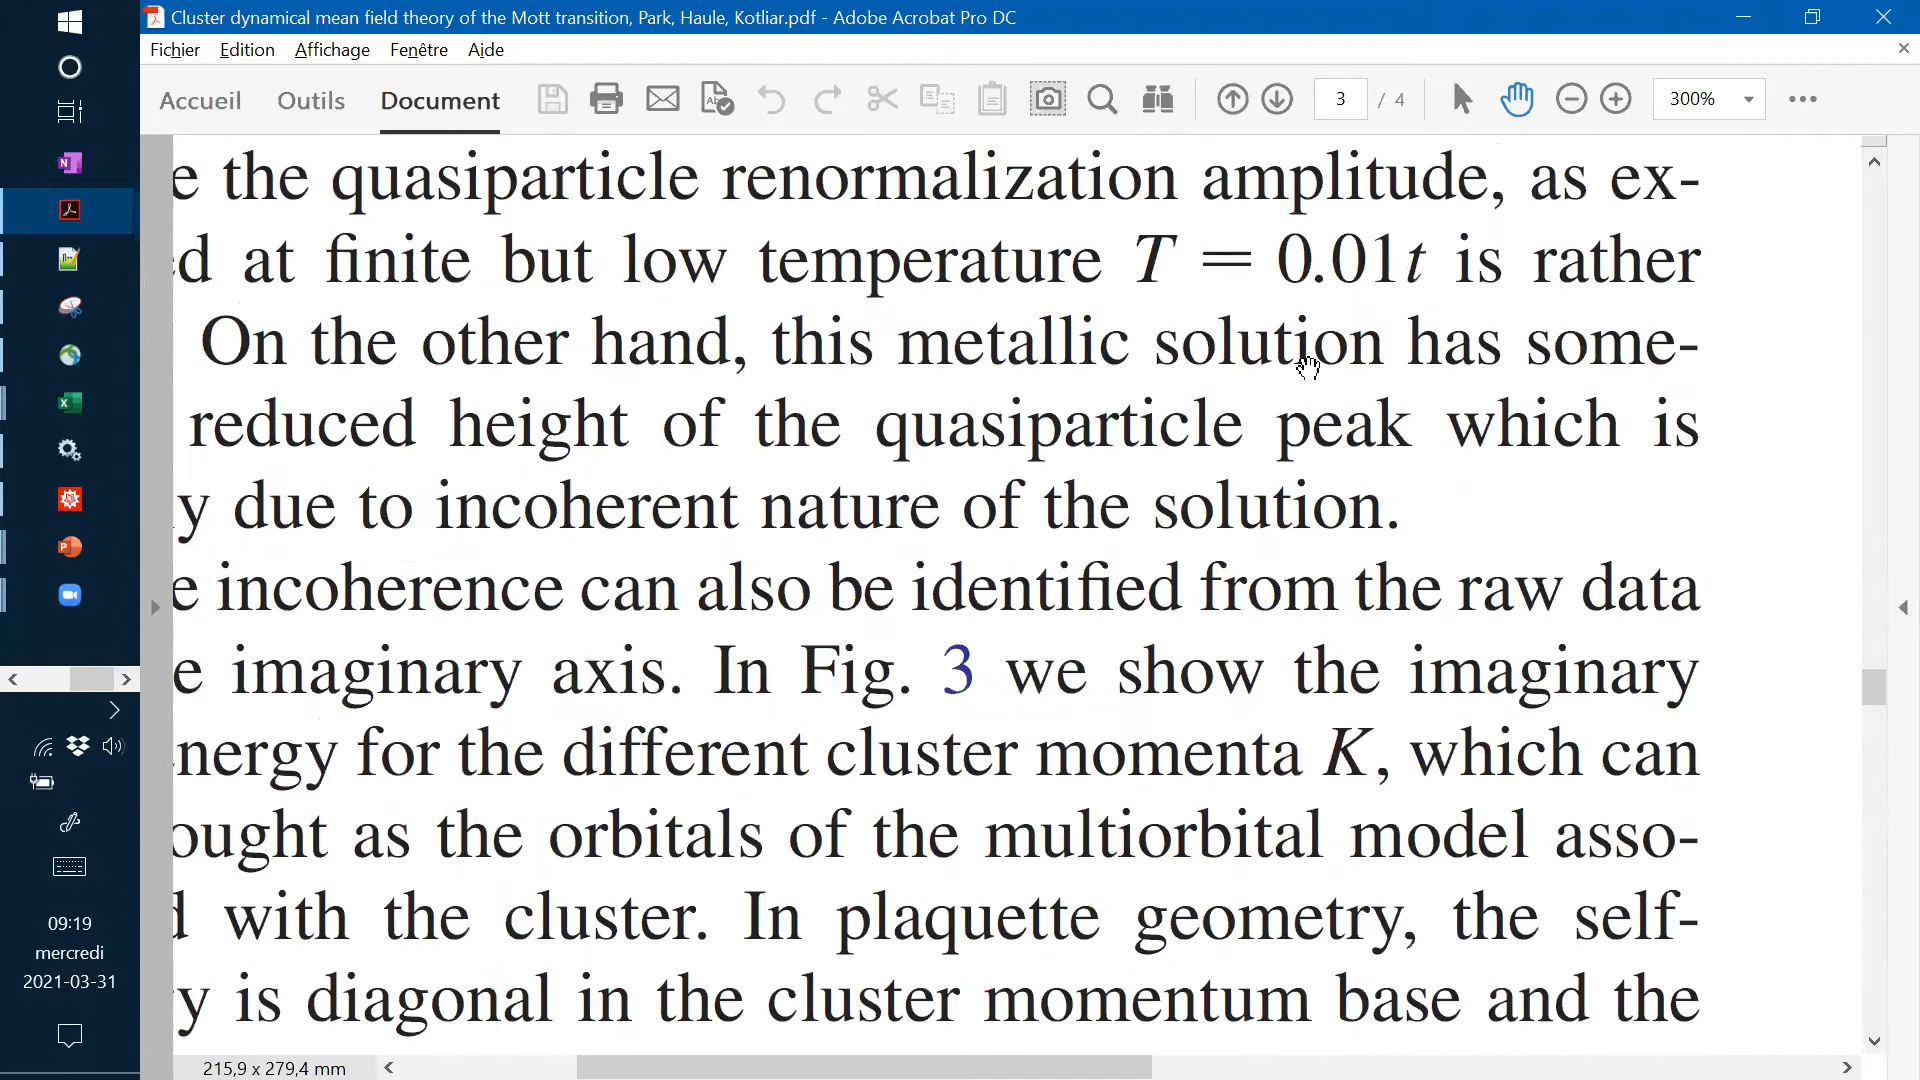 Cluster dynamical mean field theory of the Mott transition, Park, Haule, Kotliar.pdf - Adobe Acrobat Pro DC
Fichier Edition Affichage Fenêtre Aide
Accueil Outils Document 3 / 4 300%
e the quasiparticle renormalization amplitude, as ex-
d at finite but low temperature T = 0.01t is rather
On the other hand, this metallic solution has some-
reduced height of the quasiparticle peak which is
y due to incoherent nature of the solution.
e incoherence can also be identified from the raw data
e imaginary axis. In Fig. 3 we show the imaginary
nergy for the different cluster momenta K, which can
ought as the orbitals of the multiorbital model asso-
d with the cluster. In plaquette geometry, the self-
y is diagonal in the cluster momentum base and the
215,9 x 279,4 mm
09:19
mercredi
2021-03-31